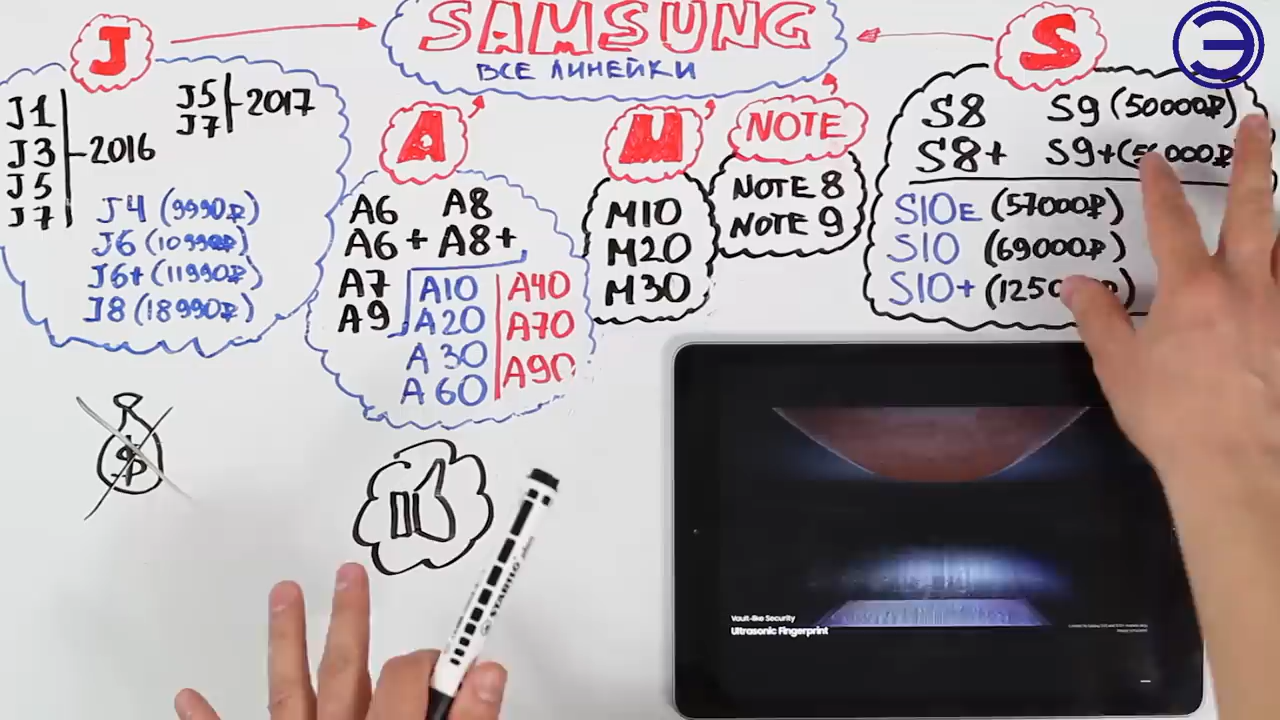 SAMSUNG
ВСЕ ЛИНЕЙКИ
J
J1
J3
J5
J7
2016
J5
J7
2017
J4 (9990₽)
J6 (10990₽)
J6+ (11990₽)
J8 (18990₽)
A
A6 A8
A6+ A8+
A7
A9
A10
A20
A30
A60
A40
A70
A90
M
M10
M20
M30
NOTE
NOTE 8
NOTE 9
S
S8 S9 (50000₽)
S8+ S9+
S10E (57000₽)
S10 (69000₽)
S10+
Э
$
Vault-like Security
Ultrasonic Fingerprint